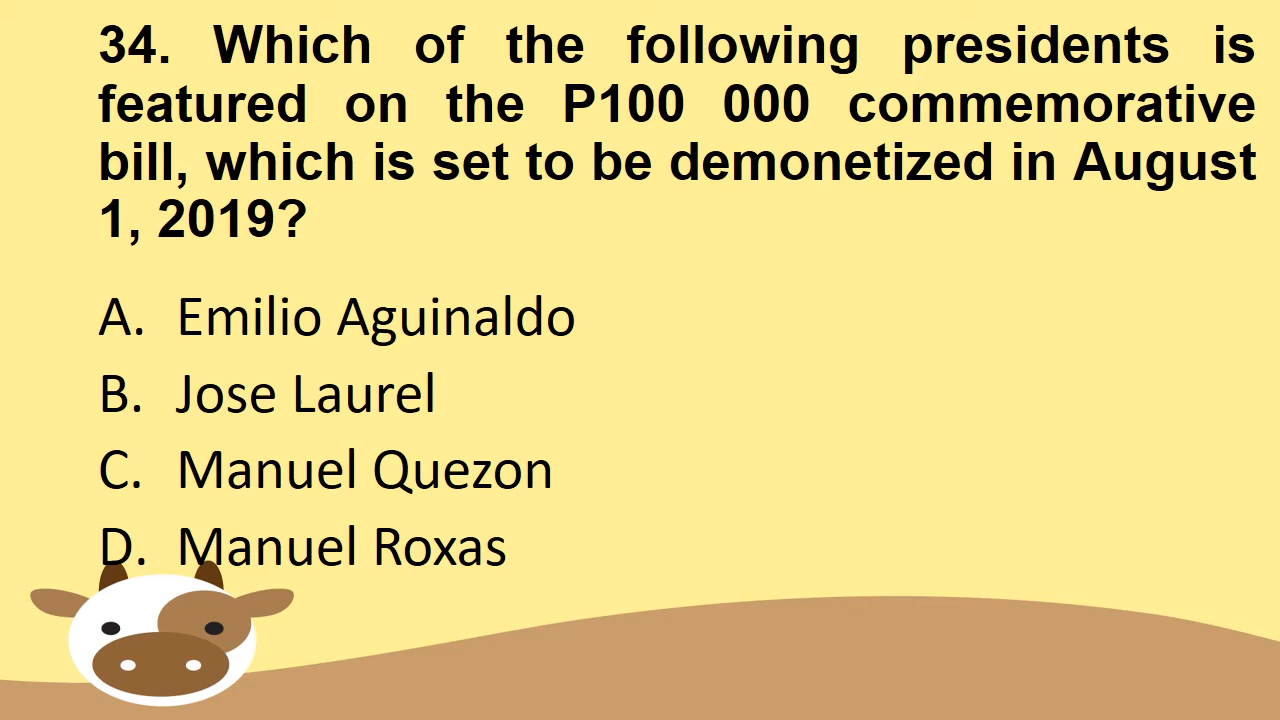 34. Which of the following presidents is
featured on the P100 000 commemorative
bill, which is set to be demonetized in August
1, 2019?
A. Emilio Aguinaldo
B. Jose Laurel
C. Manuel Quezon
D. Manuel Roxas